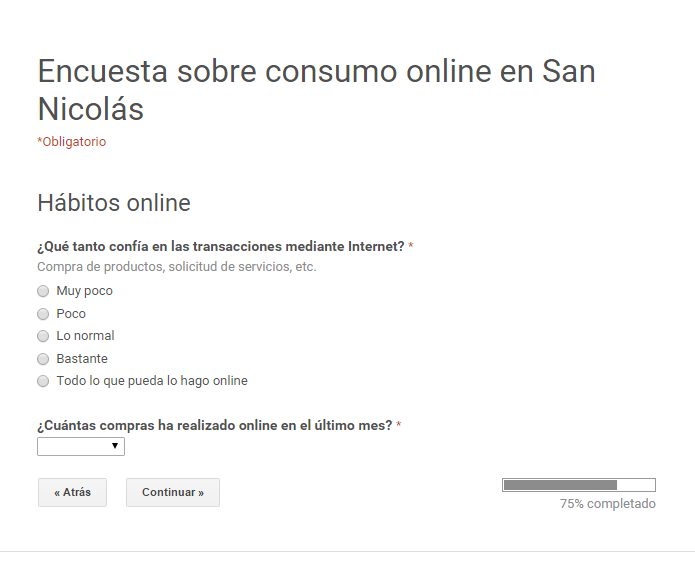 Encuesta sobre consumo online en San
Nicolás
*Obligatorio
Hábitos online
¿Qué tanto confía en las transacciones mediante Internet? *
Compra de productos, solicitud de servicios, etc.
Muy poco
Poco
Lo normal
Bastante
Todo lo que pueda lo hago online
¿Cuántas compras ha realizado online en el último mes? *
« Atrás
Continuar »
75% completado